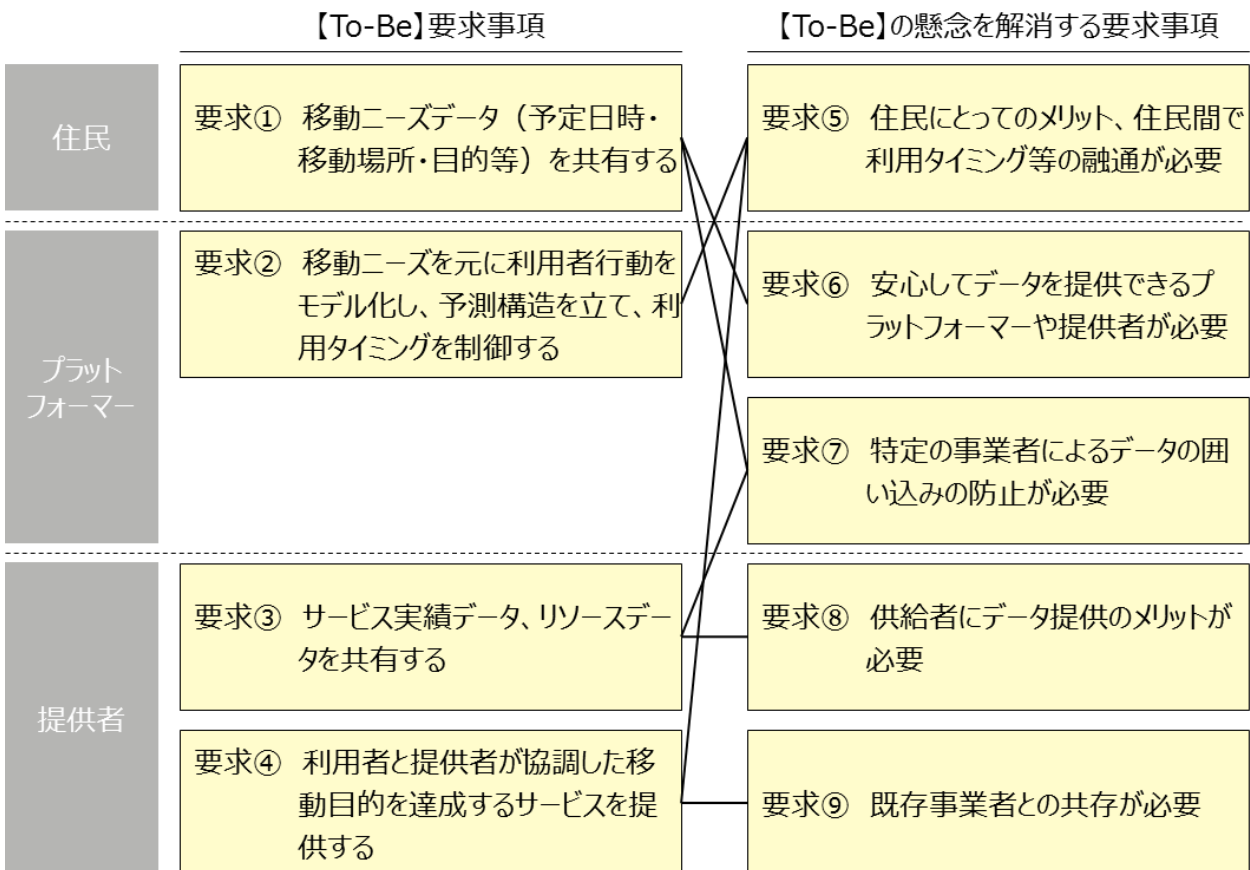 【To-Be】要求事項
【To-Be】の懸念を解消する要求事項
住民
要求① 移動ニーズデータ（予定日時・
移動場所・目的等）を共有する
要求⑤ 住民にとってのメリット、住民間で
利用タイミング等の融通が必要
プラット
フォーマー
要求② 移動ニーズを元に利用者行動を
モデル化し、予測構造を立て、利
用タイミングを制御する
要求⑥ 安心してデータを提供できるプ
ラットフォーマーや提供者が必要
要求⑦ 特定の事業者によるデータの囲
い込みの防止が必要
提供者
要求③ サービス実績データ、リソースデー
タを共有する
要求⑧ 供給者にデータ提供のメリットが
必要
要求④ 利用者と提供者が協調した移
動目的を達成するサービスを提
供する
要求⑨ 既存事業者との共存が必要